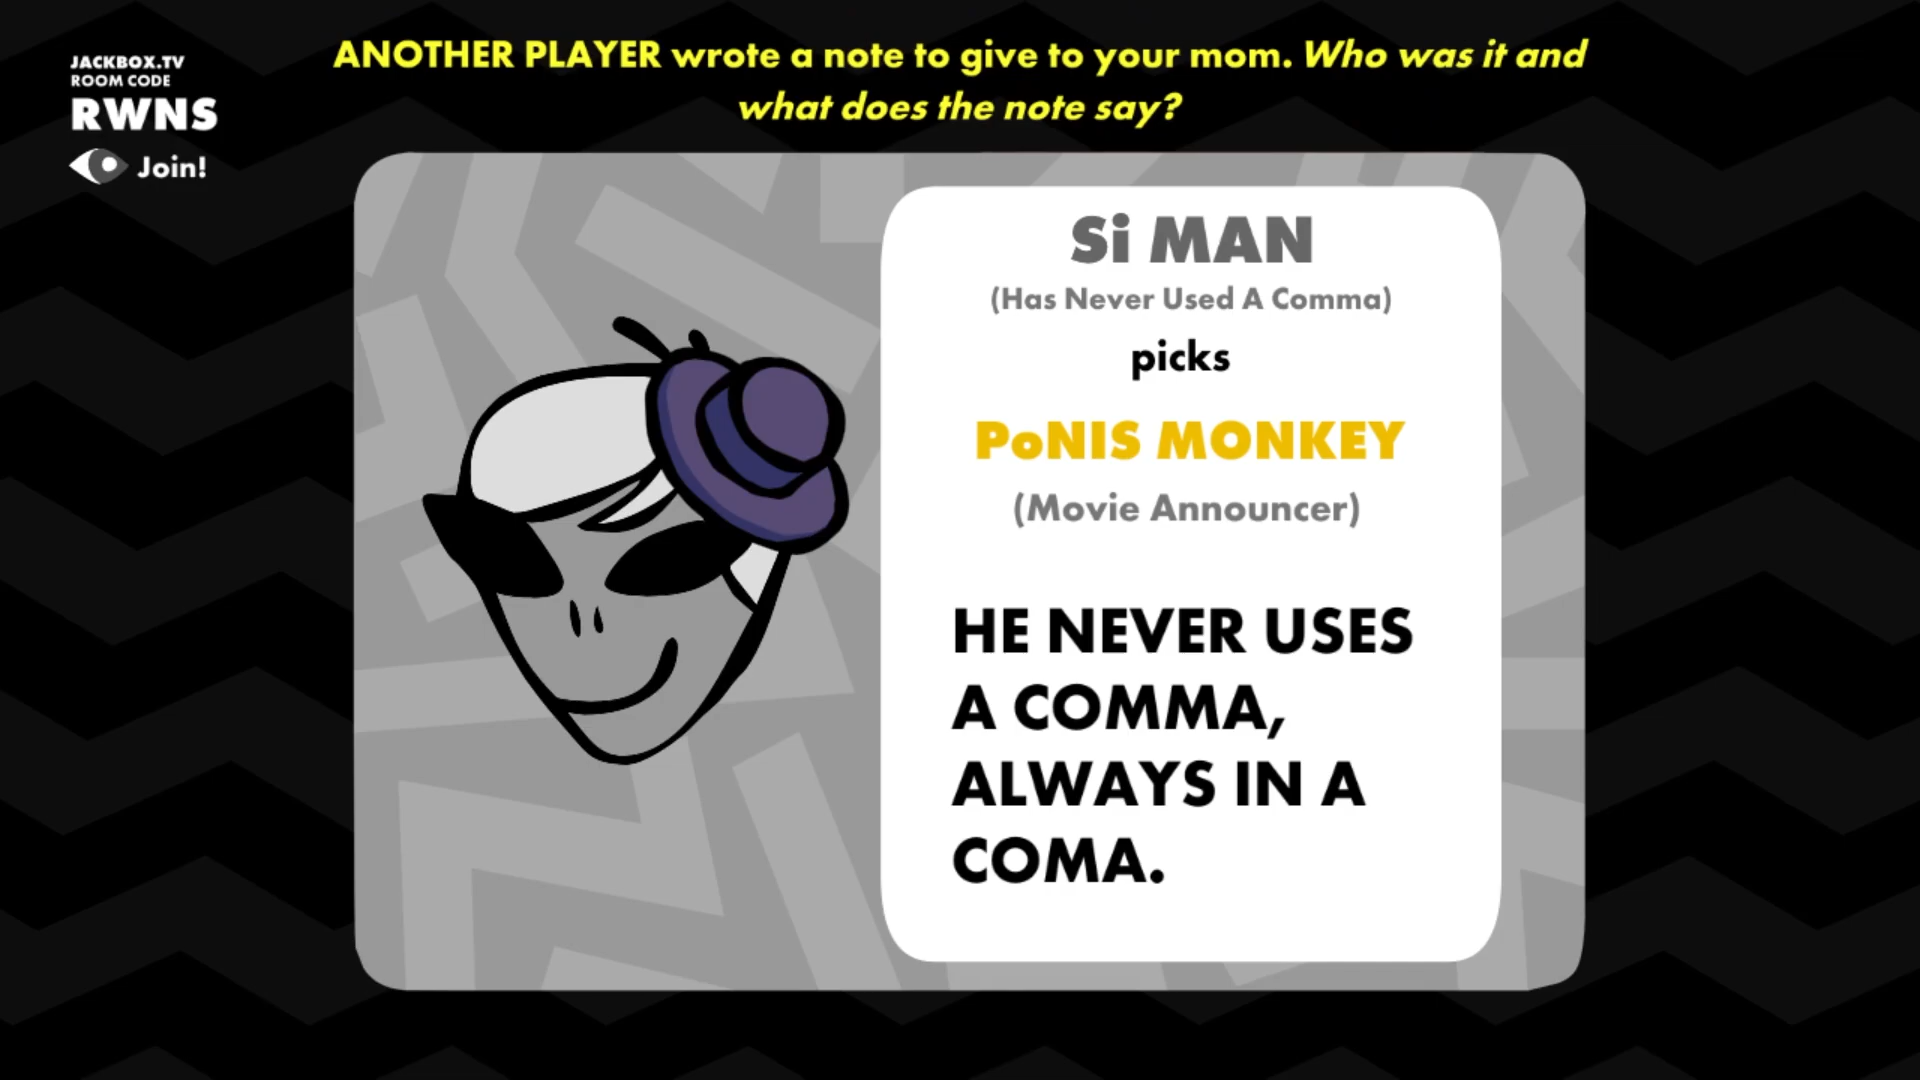 JACKBOX.TV
ROOM CODE
RWNS
Join!
ANOTHER PLAYER wrote a note to give to your mom. Who was it and
what does the note say?
Si MAN
(Has Never Used A Comma)
picks
PoNIS MONKEY
(Movie Announcer)
HE NEVER USES
A COMMA,
ALWAYS IN A
COMA.